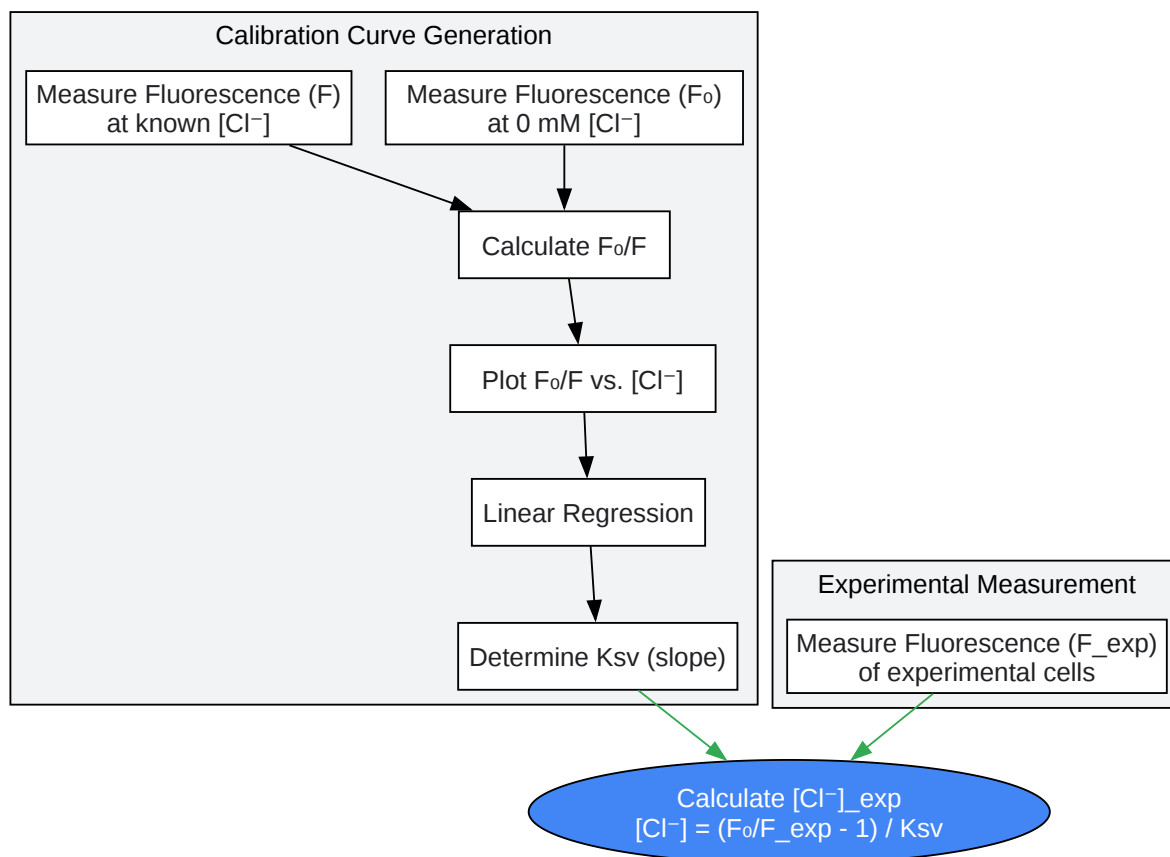 Calibration Curve Generation
Measure Fluorescence (F)
at known [Cl⁻]
Measure Fluorescence (F₀)
at 0 mM [Cl⁻]
Calculate F₀/F
Plot F₀/F vs. [Cl⁻]
Linear Regression
Determine Ksv (slope)
Experimental Measurement
Measure Fluorescence (F_exp)
of experimental cells
Calculate [Cl⁻]_exp
[Cl⁻] = (F₀/F_exp - 1) / Ksv